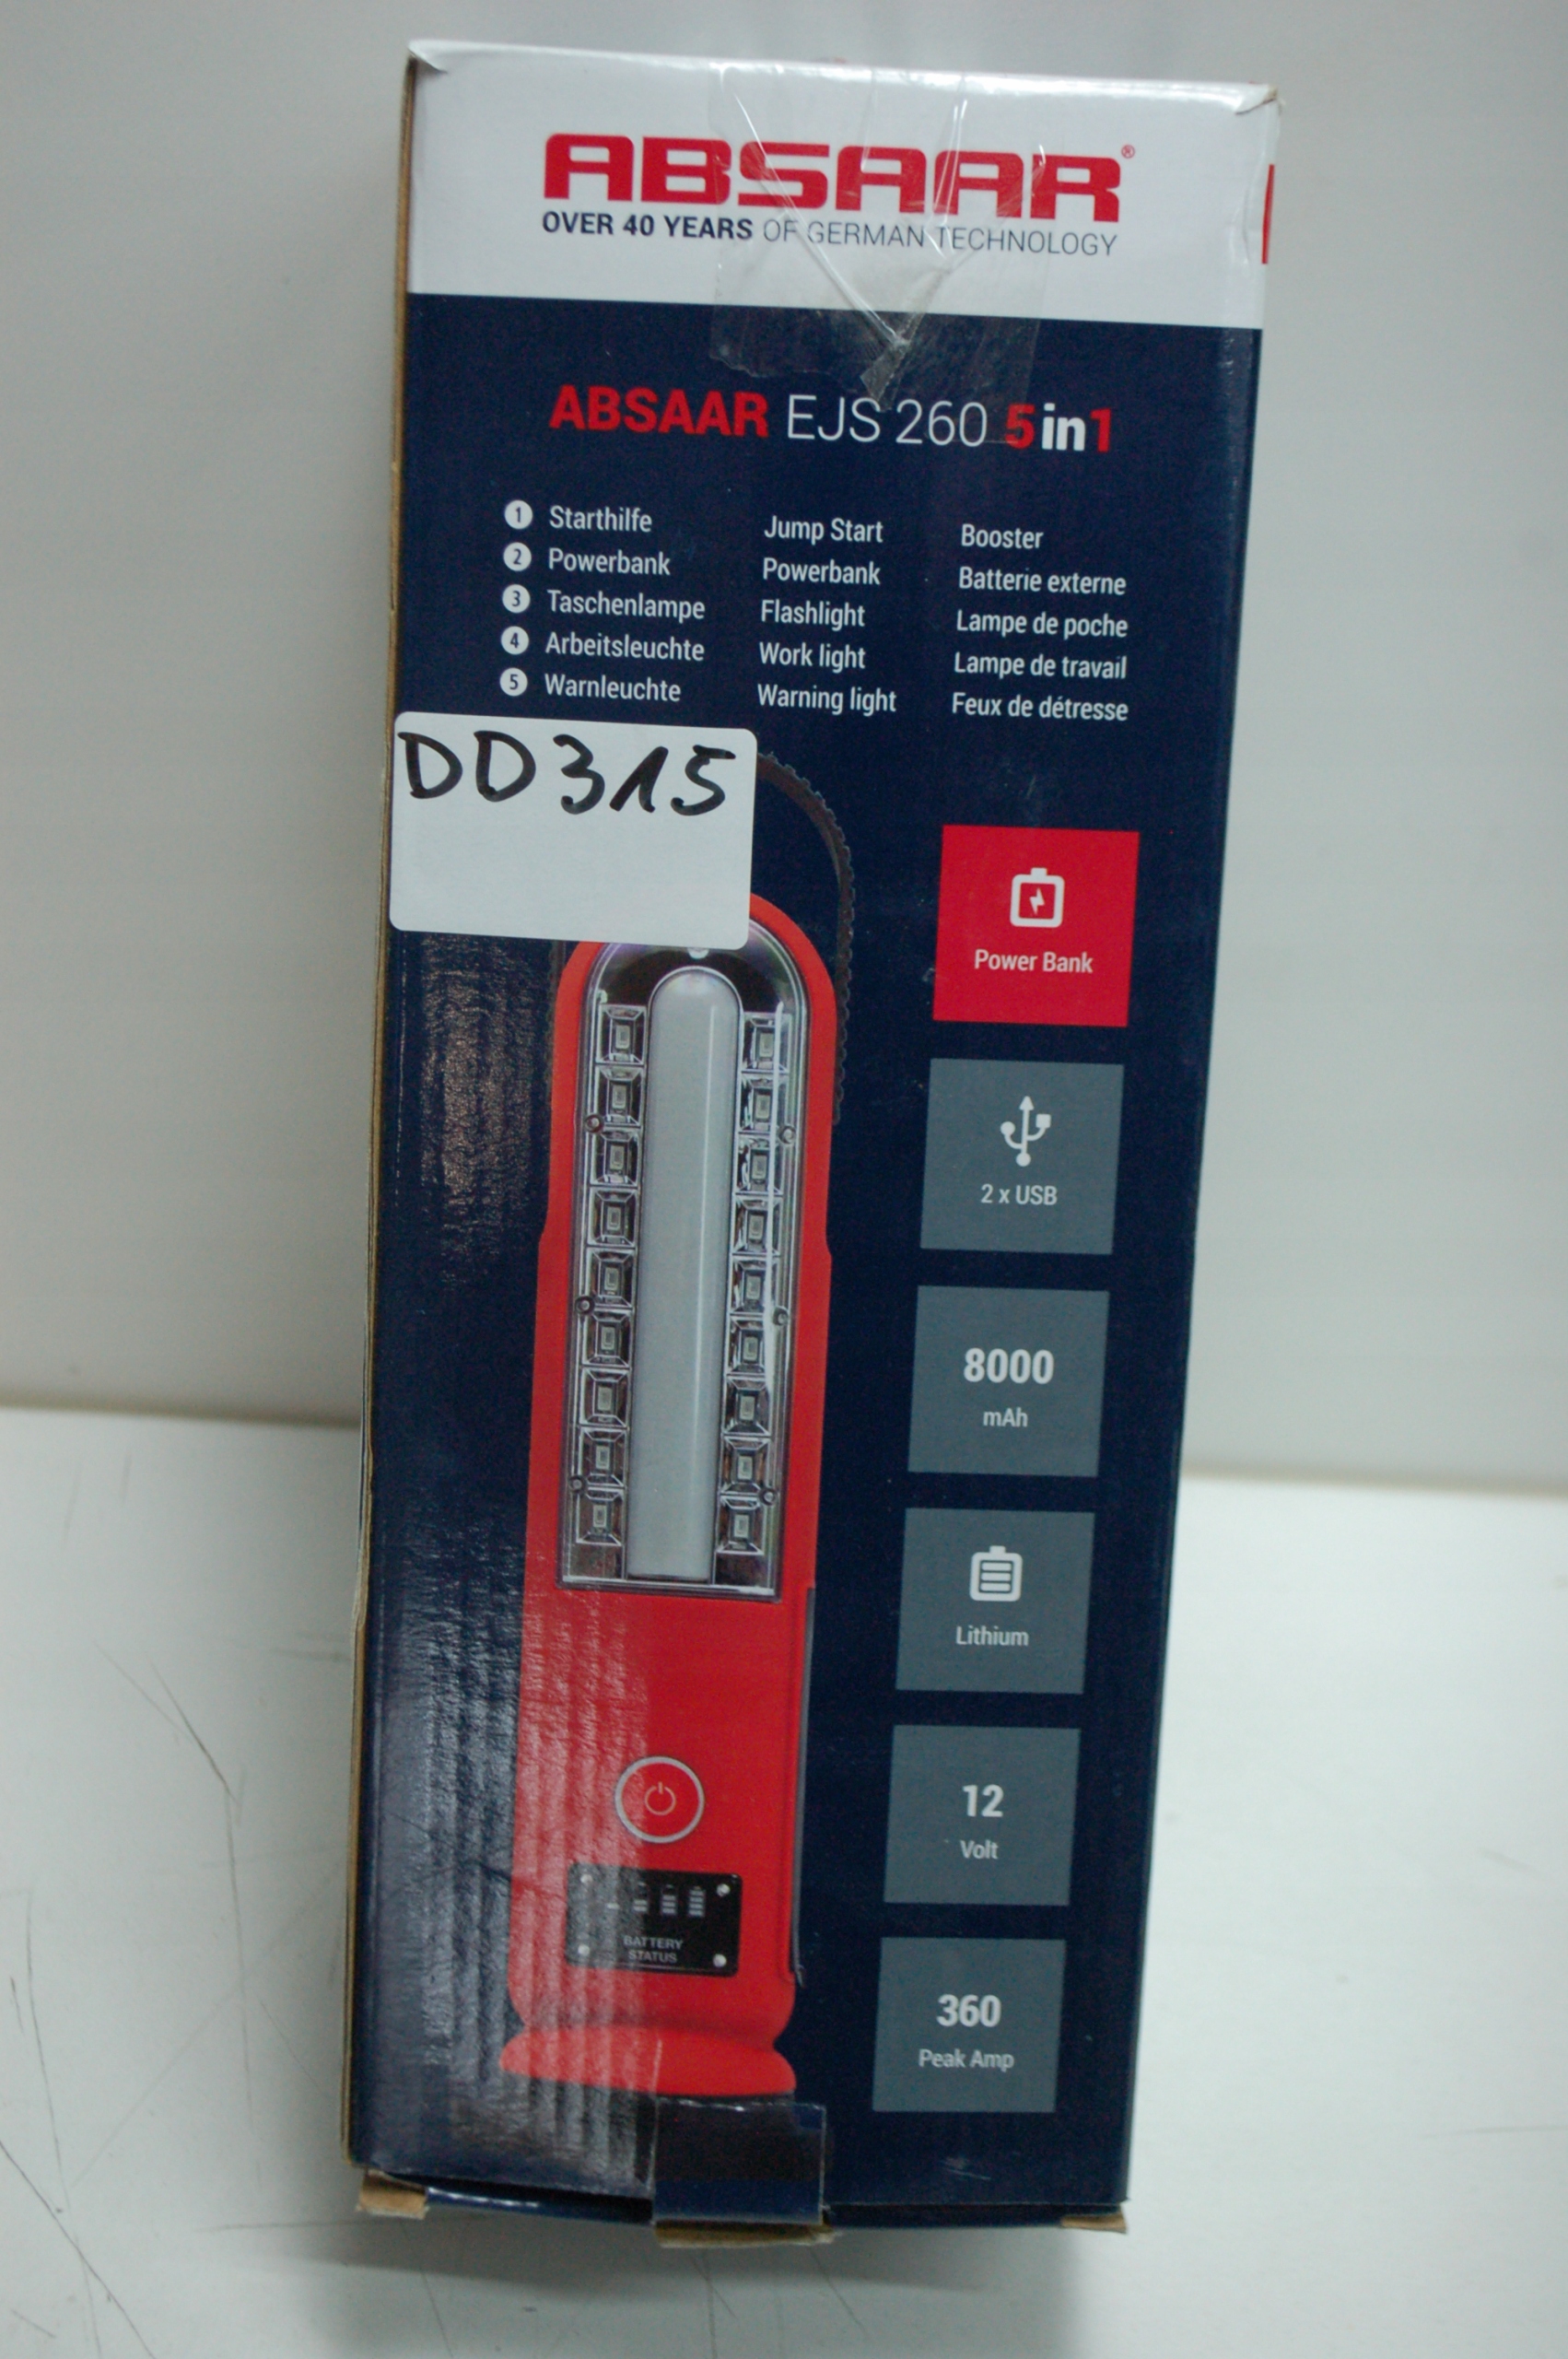 ABSAAR®
OVER 40 YEARS OF GERMAN TECHNOLOGY
ABSAAR EJS 260 5in1
1 Starthilfe Jump Start Booster
2 Powerbank Powerbank Batterie externe
3 Taschenlampe Flashlight Lampe de poche
4 Arbeitsleuchte Work light Lampe de travail
5 Warnleuchte Warning light Feux de détresse
DD315
Power Bank
2 x USB
8000
mAh
Lithium
12
Volt
360
Peak Amp
BATTERY
STATUS